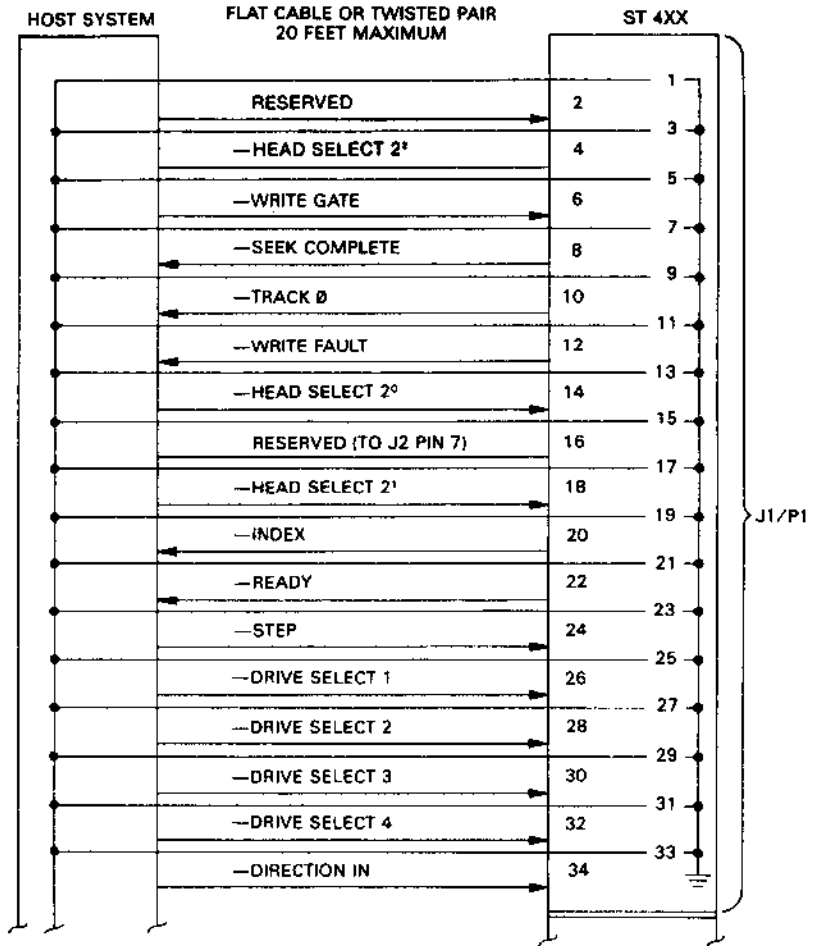 HOST SYSTEM
FLAT CABLE OR TWISTED PAIR
20 FEET MAXIMUM
ST 4XX
1
RESERVED 2
3
—HEAD SELECT 2² 4
5
—WRITE GATE 6
7
—SEEK COMPLETE 8
9
—TRACK Ø 10
11
—WRITE FAULT 12
13
—HEAD SELECT 2⁰ 14
15
RESERVED (TO J2 PIN 7) 16
17
—HEAD SELECT 2¹ 18
19
J1/P1
—INDEX 20
21
—READY 22
23
—STEP 24
25
—DRIVE SELECT 1 26
27
—DRIVE SELECT 2 28
29
—DRIVE SELECT 3 30
31
—DRIVE SELECT 4 32
33
—DIRECTION IN 34